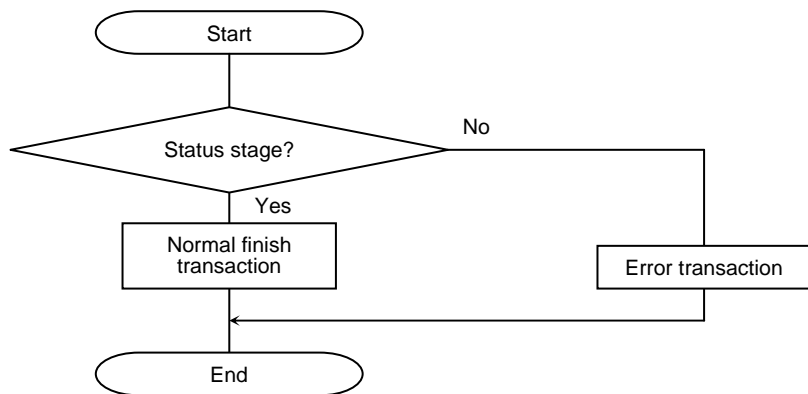 Start
No
Status stage?
Yes
Normal finish
transaction
Error transaction
End